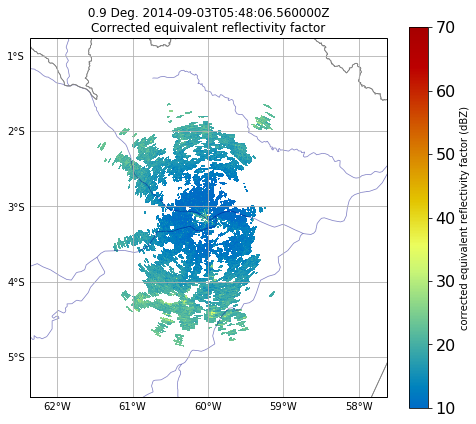 0.9 Deg. 2014-09-03T05:48:06.560000Z
Corrected equivalent reflectivity factor
1°S
2°S
3°S
4°S
5°S
62°W
61°W
60°W
59°W
58°W
70
60
50
40
30
20
10
corrected equivalent reflectivity factor (dBZ)